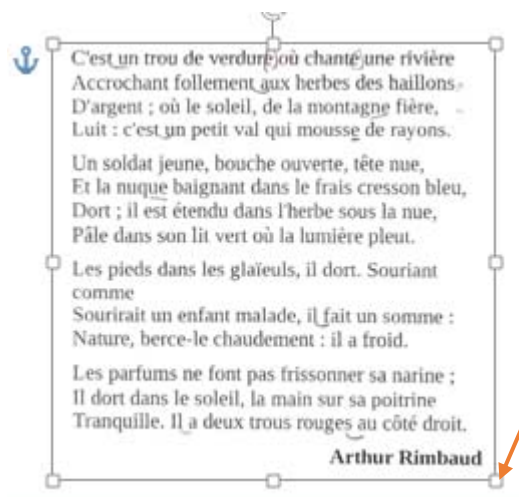 C'est un trou de verdure où chante une rivière
Accrochant follement aux herbes des haillons
D'argent ; où le soleil, de la montagne fière,
Luit : c'est un petit val qui mousse de rayons.
Un soldat jeune, bouche ouverte, tête nue,
Et la nuque baignant dans le frais cresson bleu,
Dort ; il est étendu dans l'herbe sous la nue,
Pâle dans son lit vert où la lumière pleut.
Les pieds dans les glaïeuls, il dort. Souriant
comme
Sourirait un enfant malade, il fait un somme :
Nature, berce-le chaudement : il a froid.
Les parfums ne font pas frissonner sa narine ;
Il dort dans le soleil, la main sur sa poitrine
Tranquille. Il a deux trous rouges au côté droit.
Arthur Rimbaud